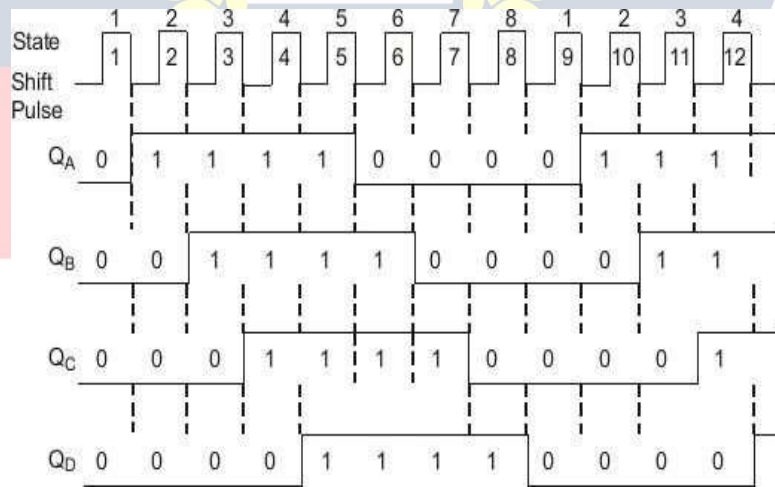 1 2 3 4 5 6 7 8 1 2 3 4
State
1 2 3 4 5 6 7 8 9 10 11 12
Shift
Pulse
QA 0 1 1 1 1 0 0 0 0 1 1 1
QB 0 0 1 1 1 1 0 0 0 0 1 1
QC 0 0 0 1 1 1 1 0 0 0 0 1
QD 0 0 0 0 1 1 1 1 0 0 0 0